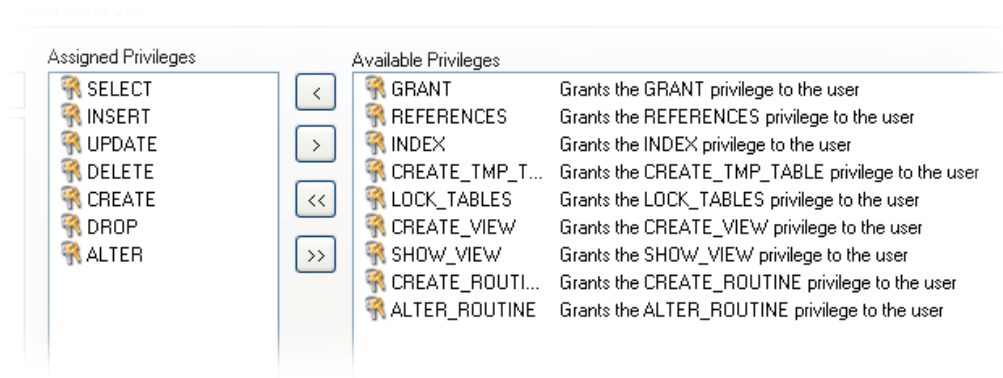 Assigned Privileges
SELECT
INSERT
UPDATE
DELETE
CREATE
DROP
ALTER
<
>
<<
>>
Available Privileges
GRANT Grants the GRANT privilege to the user
REFERENCES Grants the REFERENCES privilege to the user
INDEX Grants the INDEX privilege to the user
CREATE_TMP_T... Grants the CREATE_TMP_TABLE privilege to the user
LOCK_TABLES Grants the LOCK_TABLES privilege to the user
CREATE_VIEW Grants the CREATE_VIEW privilege to the user
SHOW_VIEW Grants the SHOW_VIEW privilege to the user
CREATE_ROUTI... Grants the CREATE_ROUTINE privilege to the user
ALTER_ROUTINE Grants the ALTER_ROUTINE privilege to the user